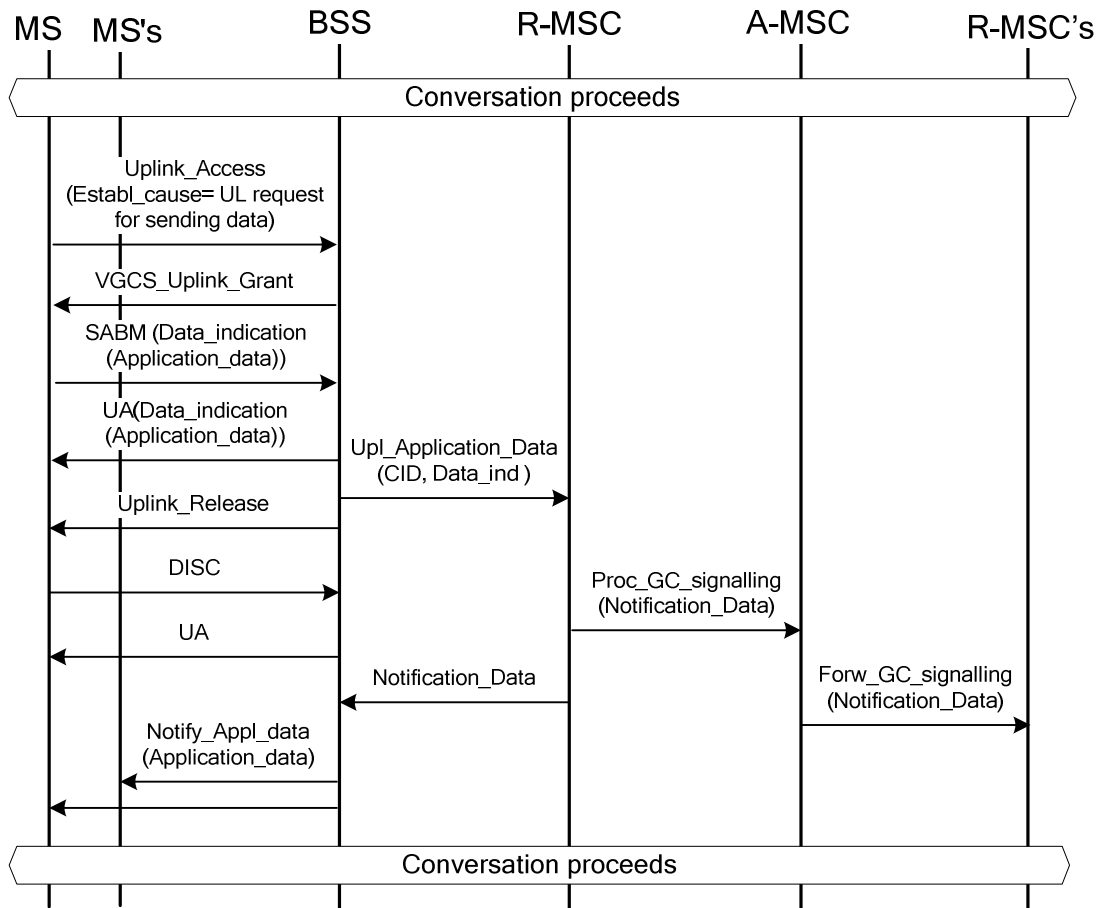 MS MS's BSS R-MSC A-MSC R-MSC's
Conversation proceeds
Uplink_Access
(Establ_cause= UL request
for sending data)
VGCS_Uplink_Grant
SABM (Data_indication
(Application_data))
UA(Data_indication
(Application_data))
Upl_Application_Data
(CID, Data_ind )
Uplink_Release
DISC
Proc_GC_signalling
(Notification_Data)
UA
Notification_Data
Forw_GC_signalling
(Notification_Data)
Notify_Appl_data
(Application_data)
Conversation proceeds